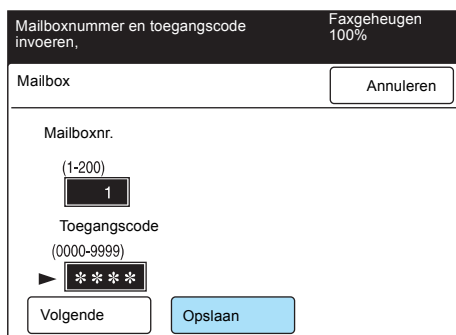 Mailboxnummer en toegangscode
invoeren,
Faxgeheugen
100%
Mailbox
Annuleren
Mailboxnr.
(1-200)
1
Toegangscode
(0000-9999)
► ****
Volgende
Opslaan